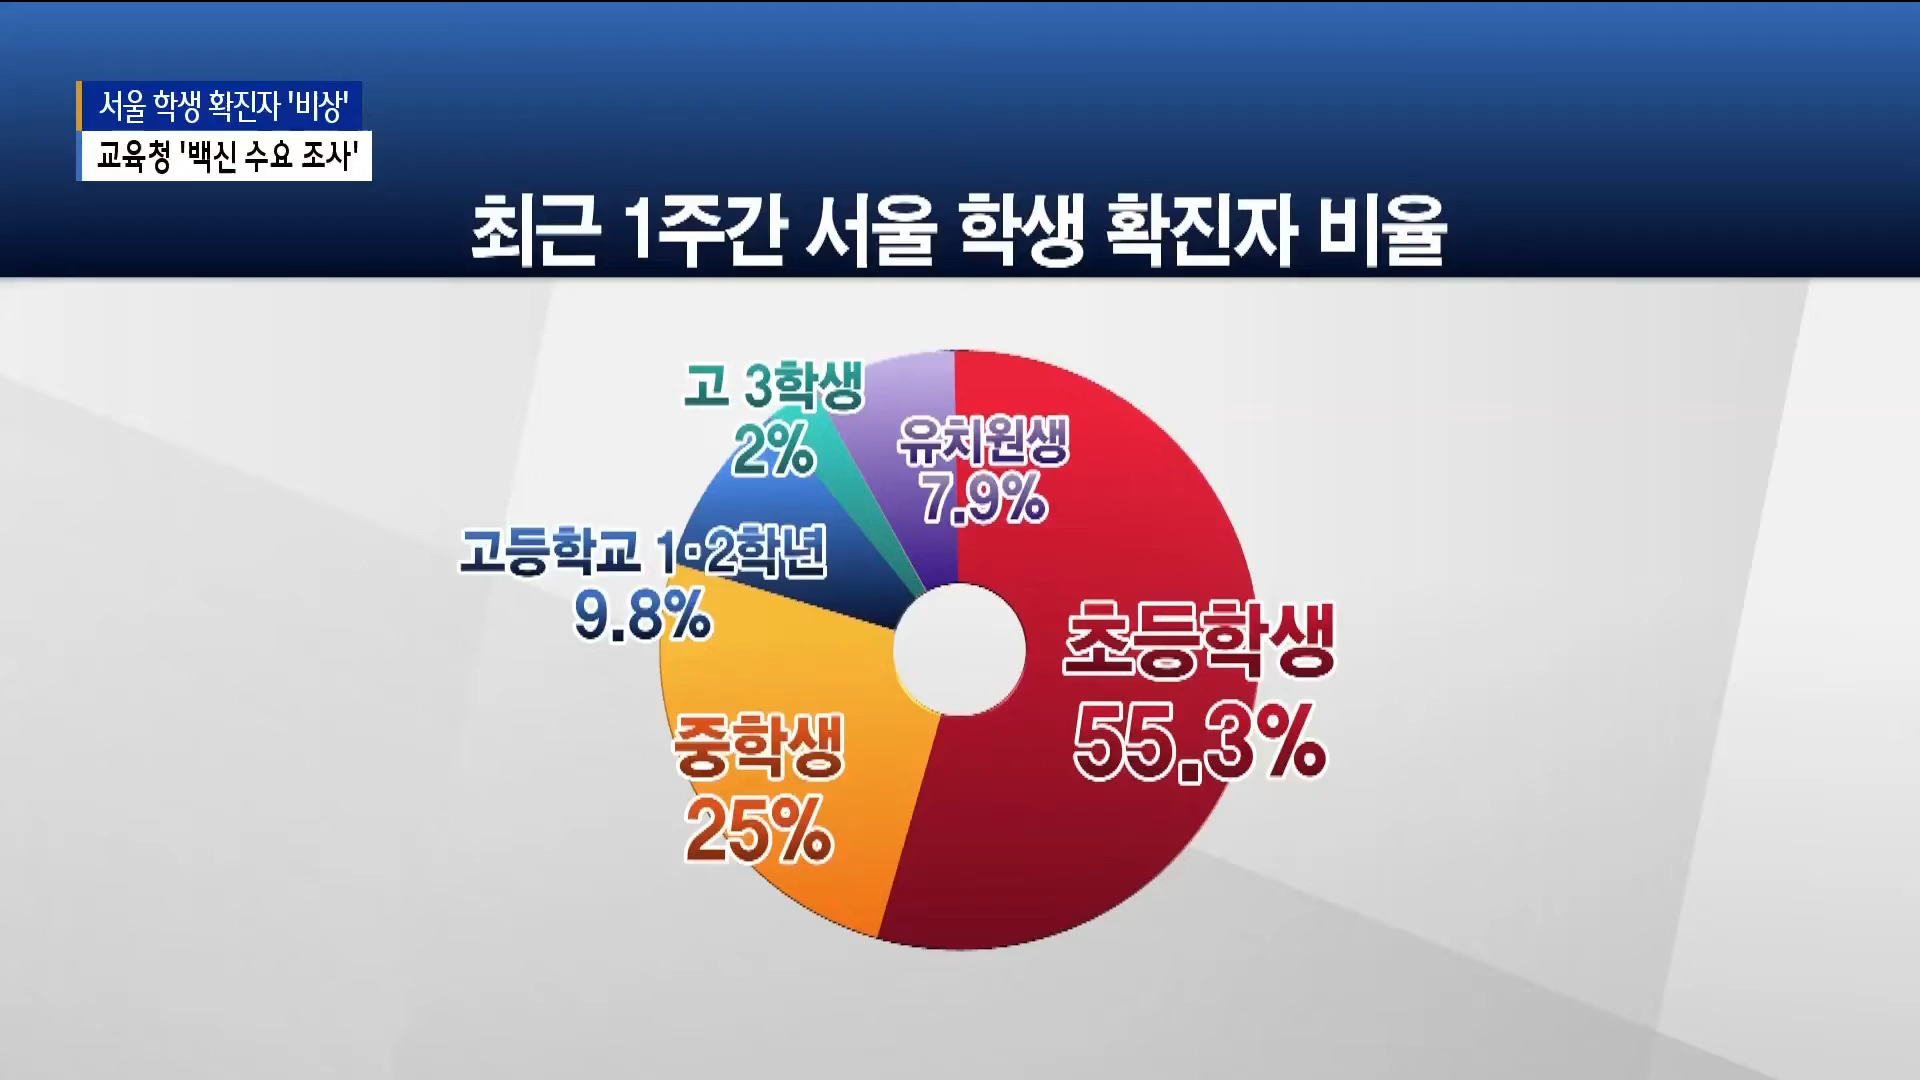 서울 학생 확진자 '비상'
교육청 '백신 수요 조사'
최근 1주간 서울 학생 확진자 비율
고 3학생
2%
유치원생
7.9%
고등학교 1·2학년
9.8%
초등학생
55.3%
중학생
25%